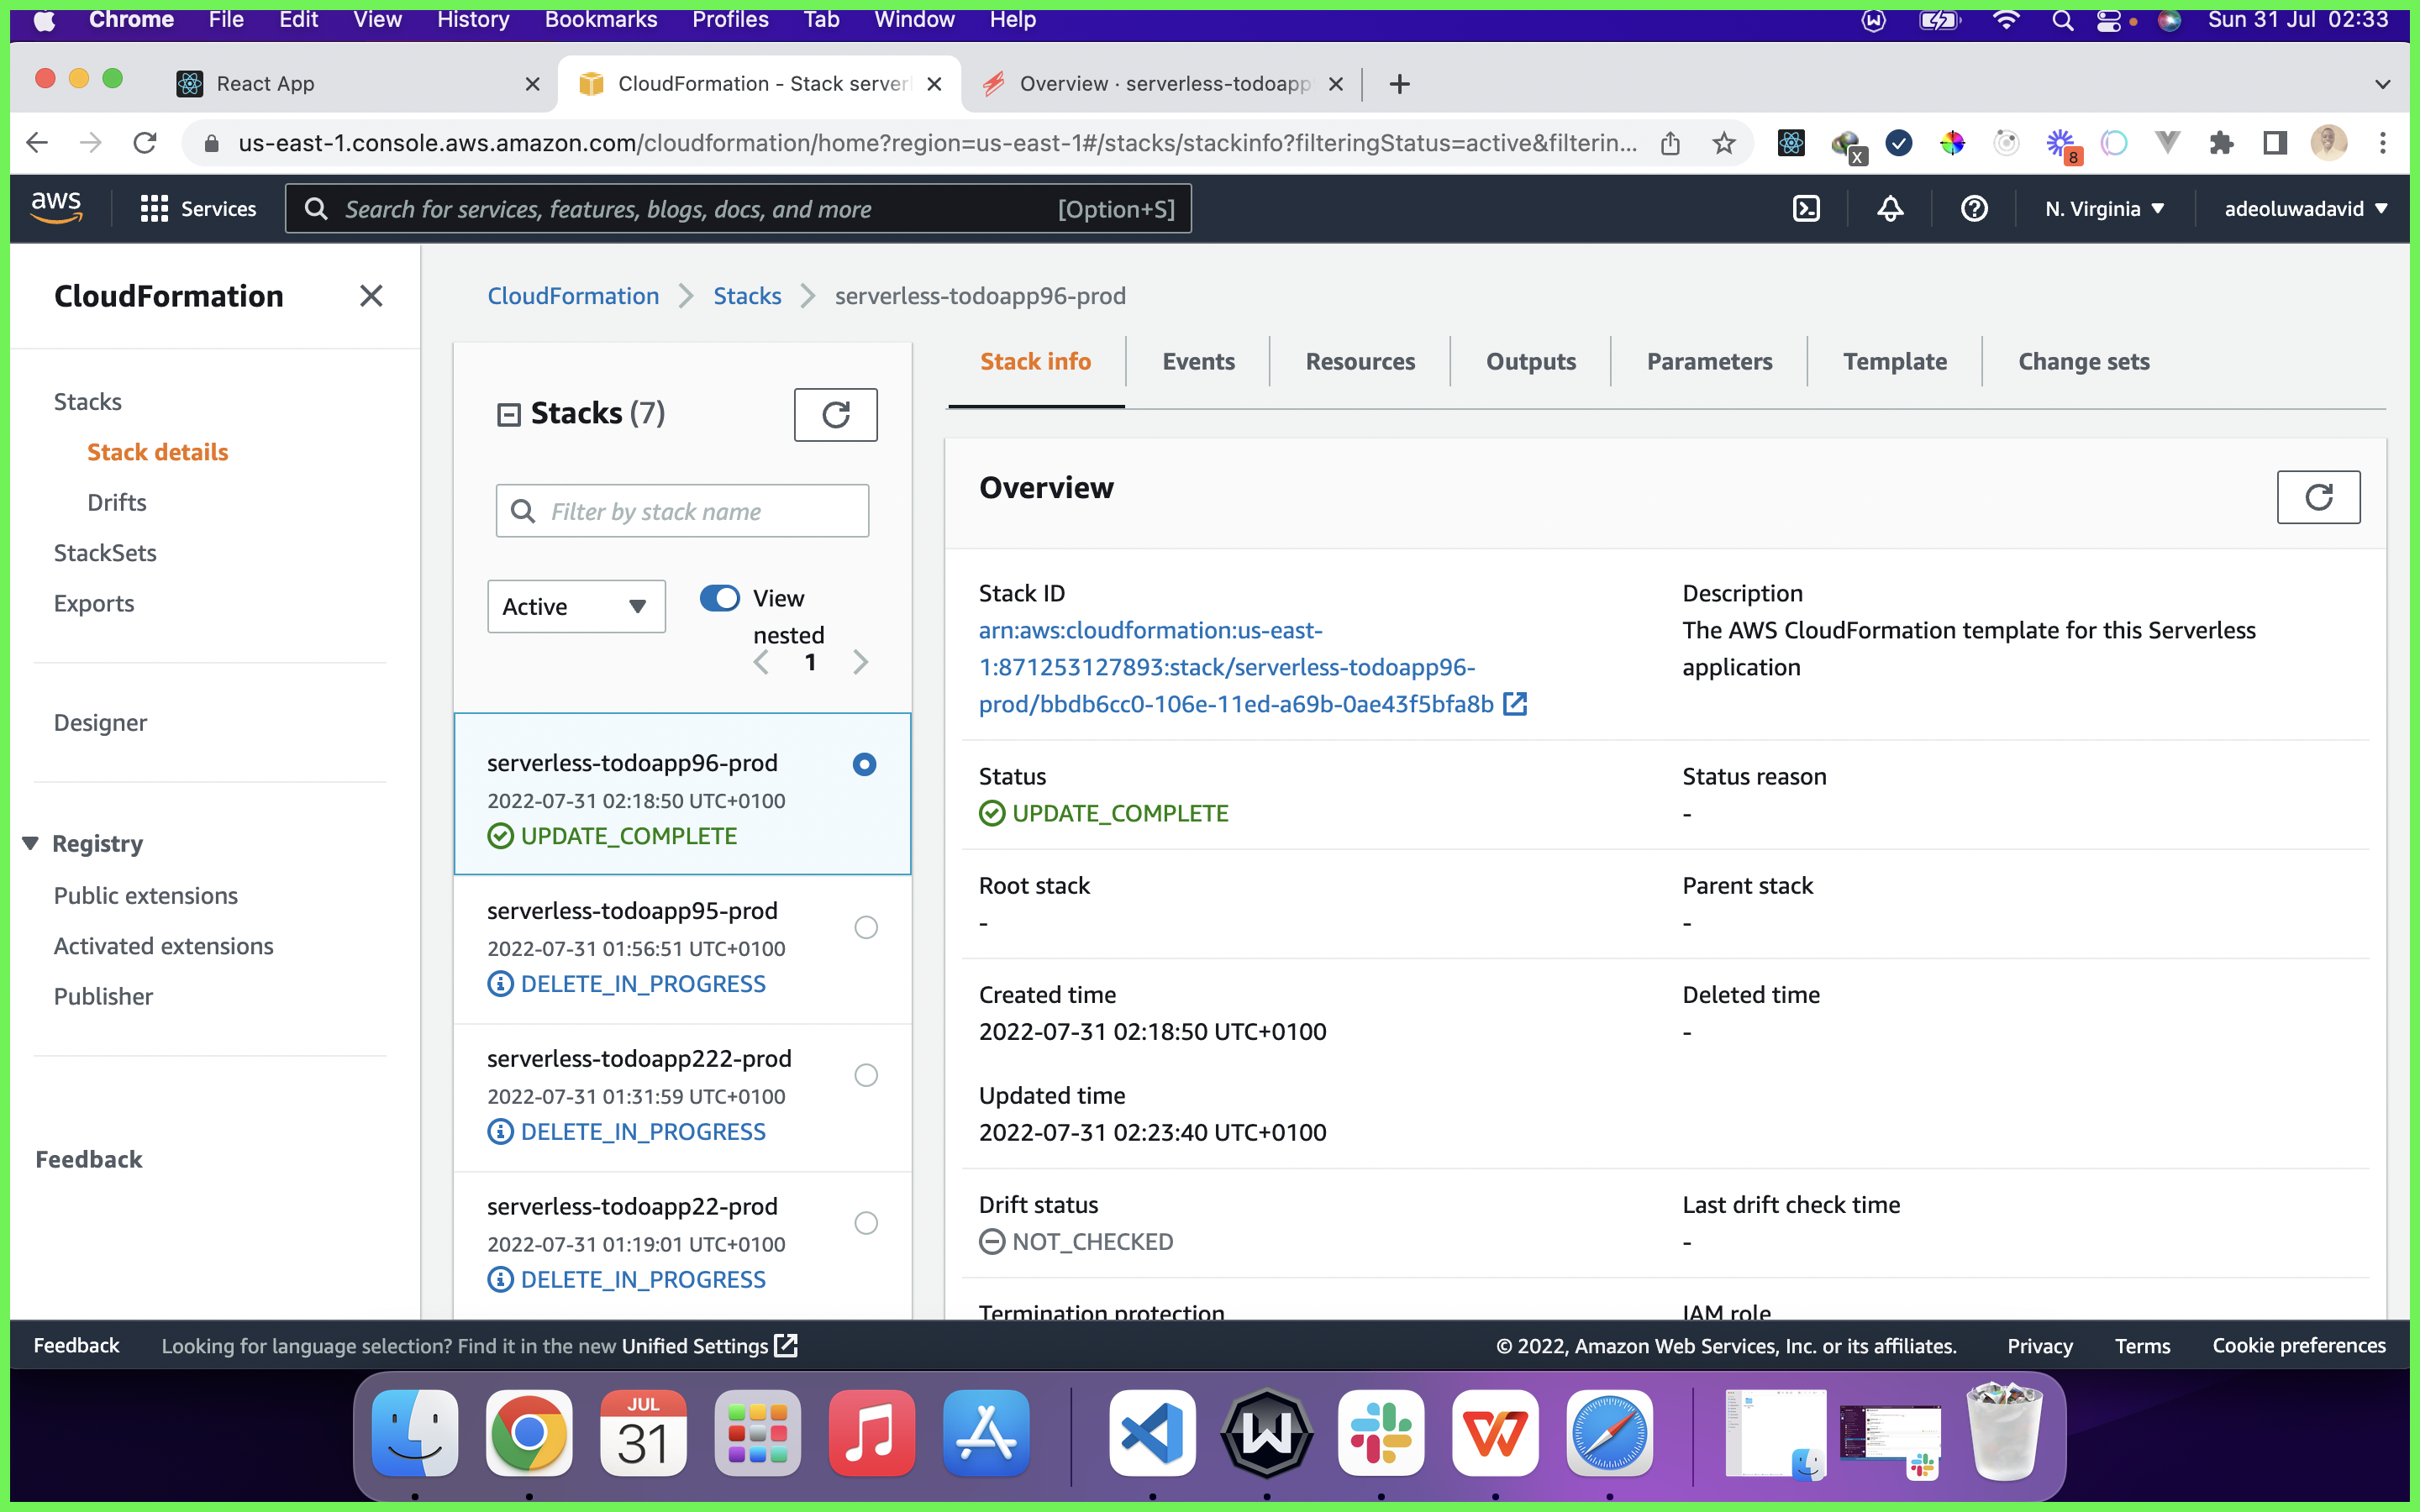 Chrome File Edit View History Bookmarks Profiles Tab Window Help Sun 31 Jul 02:33
React App
CloudFormation - Stack server
Overview · serverless-todoapp
us-east-1.console.aws.amazon.com/cloudformation/home?region=us-east-1#/stacks/stackinfo?filteringStatus=active&filterin...
X
8
aws Services Search for services, features, blogs, docs, and more [Option+S] N. Virginia adeoluwadavid
CloudFormation
Stacks
Stack details
Drifts
StackSets
Exports
Designer
Registry
Public extensions
Activated extensions
Publisher
Feedback
CloudFormation Stacks serverless-todoapp96-prod
Stacks (7)
Filter by stack name
Active
View
nested
1
serverless-todoapp96-prod
2022-07-31 02:18:50 UTC+0100
UPDATE_COMPLETE
serverless-todoapp95-prod
2022-07-31 01:56:51 UTC+0100
DELETE_IN_PROGRESS
serverless-todoapp222-prod
2022-07-31 01:31:59 UTC+0100
DELETE_IN_PROGRESS
serverless-todoapp22-prod
2022-07-31 01:19:01 UTC+0100
DELETE_IN_PROGRESS
Stack info Events Resources Outputs Parameters Template Change sets
Overview
Stack ID
arn:aws:cloudformation:us-east-
1:871253127893:stack/serverless-todoapp96-
prod/bbdb6cc0-106e-11ed-a69b-0ae43f5bfa8b
Description
The AWS CloudFormation template for this Serverless
application
Status
UPDATE_COMPLETE
Status reason
-
Root stack
-
Parent stack
-
Created time
2022-07-31 02:18:50 UTC+0100
Deleted time
-
Updated time
2022-07-31 02:23:40 UTC+0100
Drift status
NOT_CHECKED
Last drift check time
-
Termination protection
IAM role
Feedback Looking for language selection? Find it in the new Unified Settings © 2022, Amazon Web Services, Inc. or its affiliates. Privacy Terms Cookie preferences
JUL
31